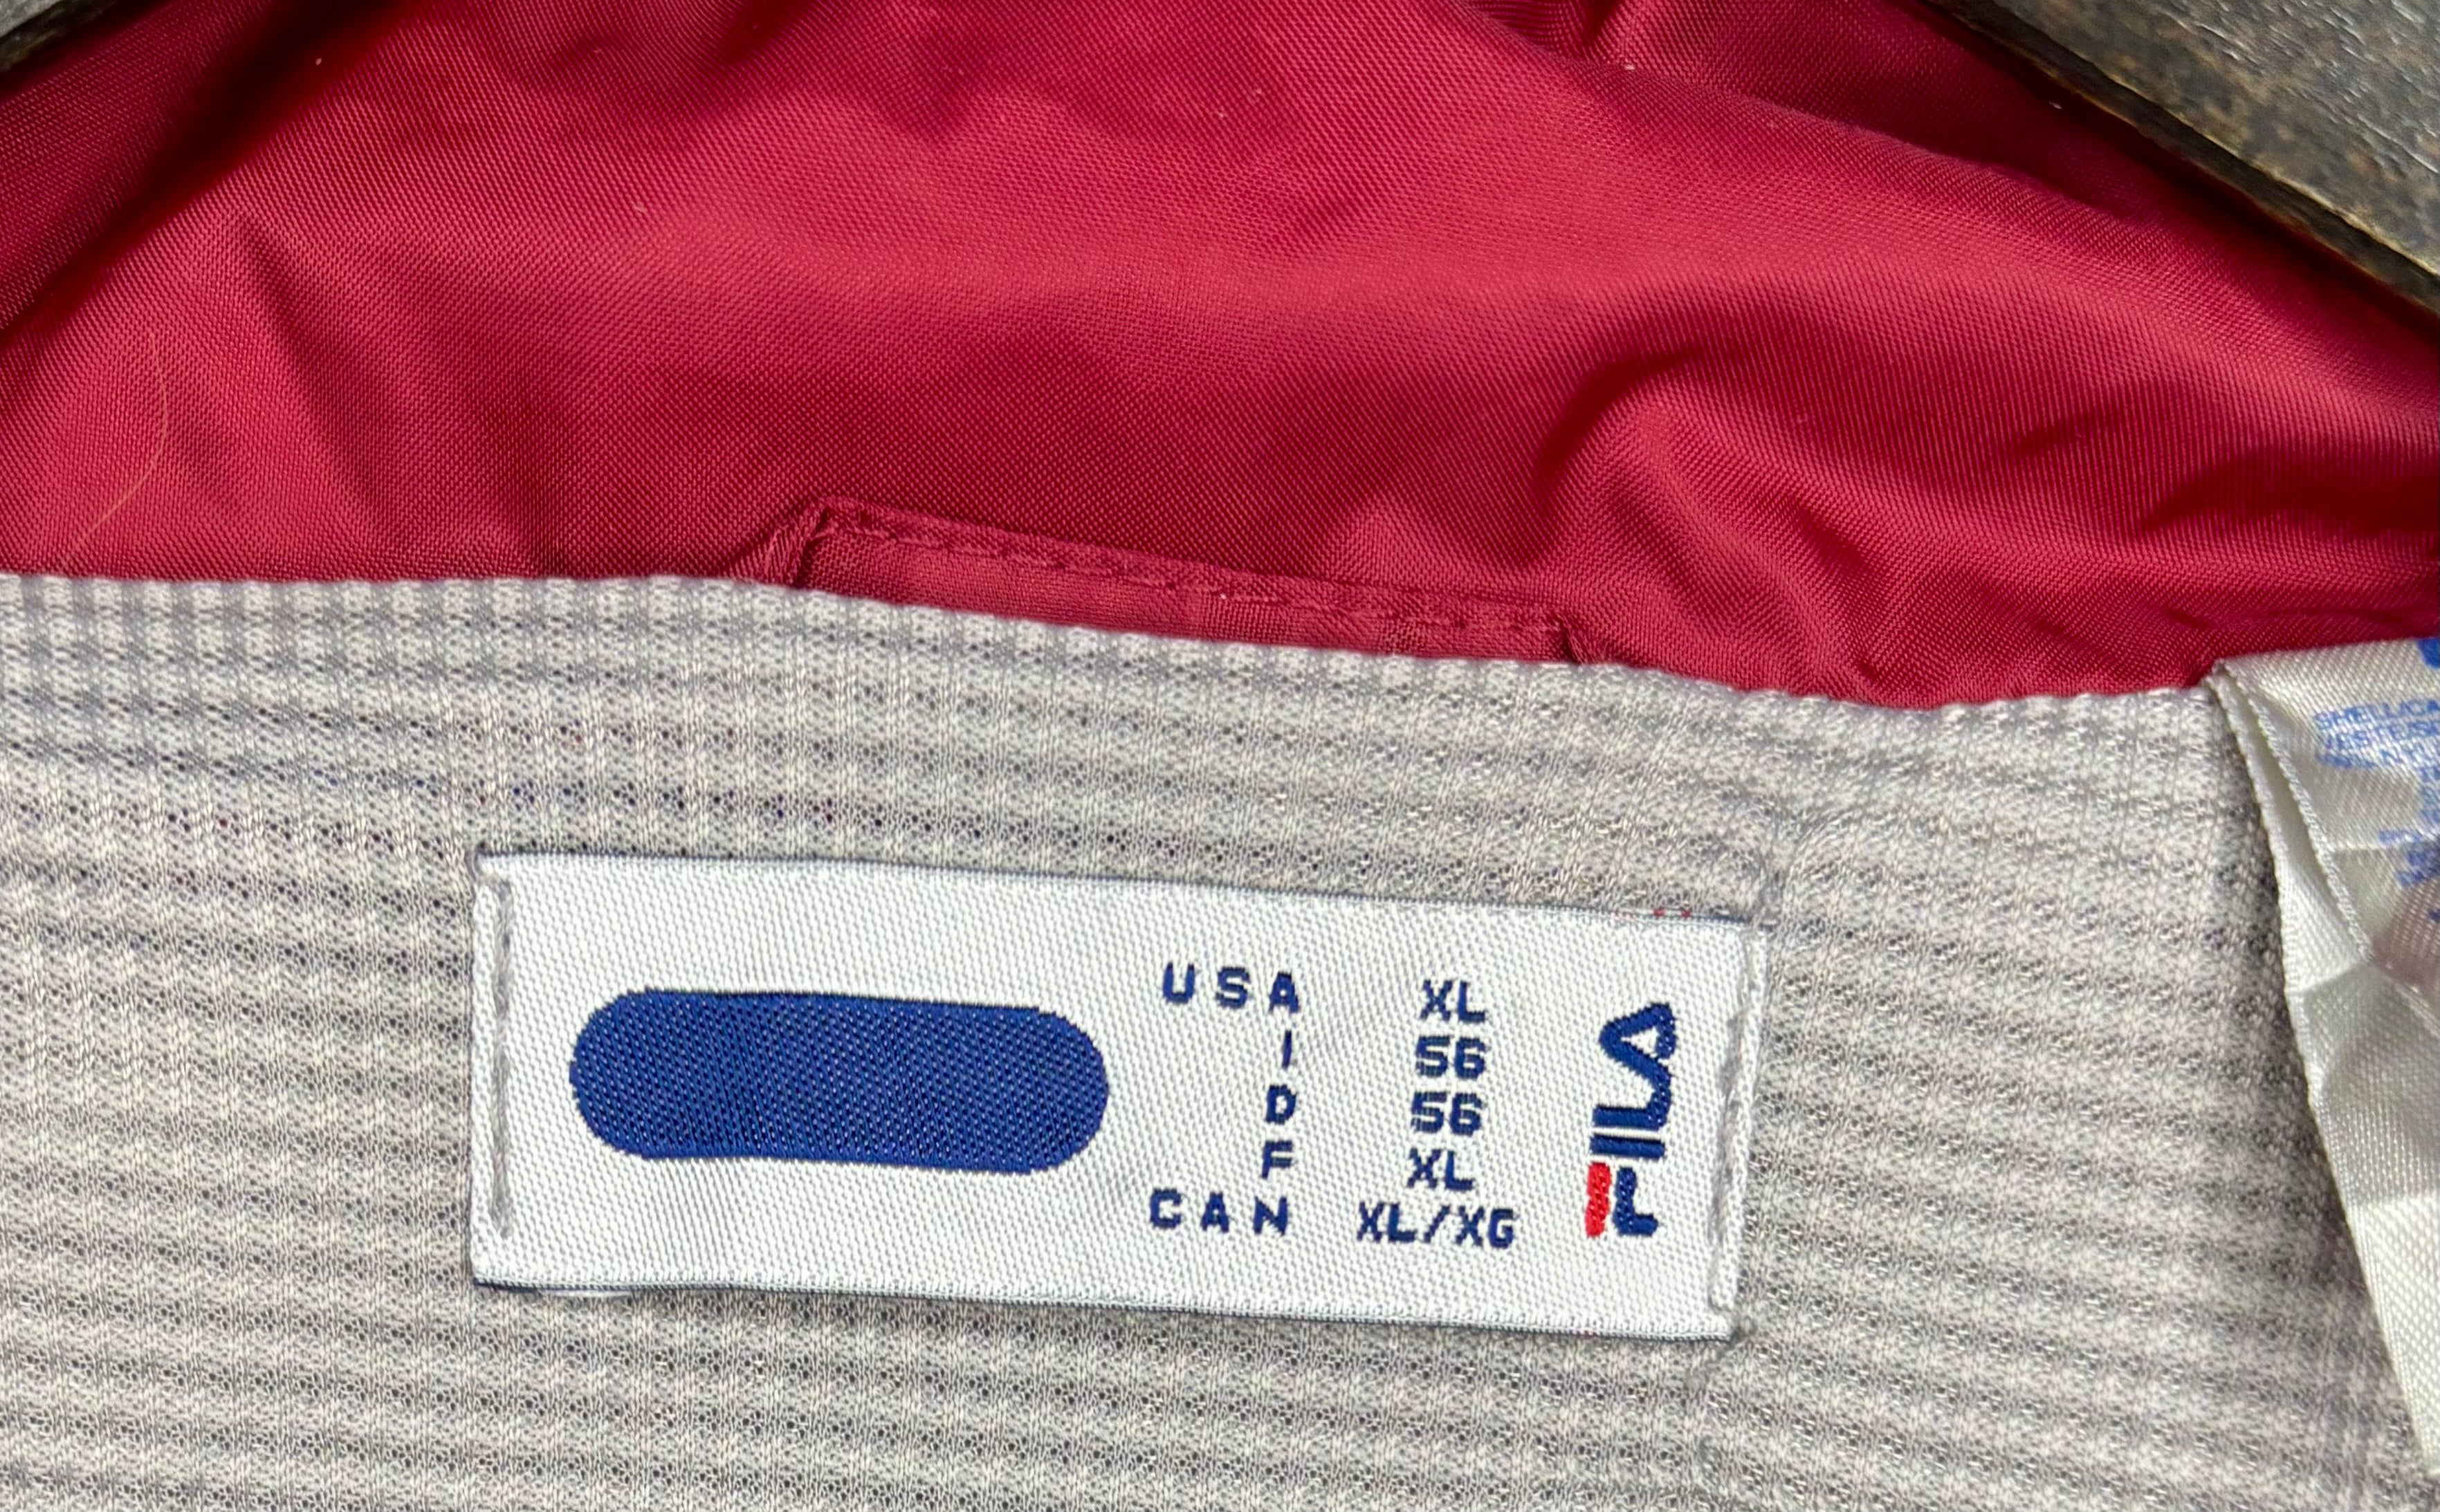 USA XL
I 56
D 56
F XL
CAN XL/XG
FILA